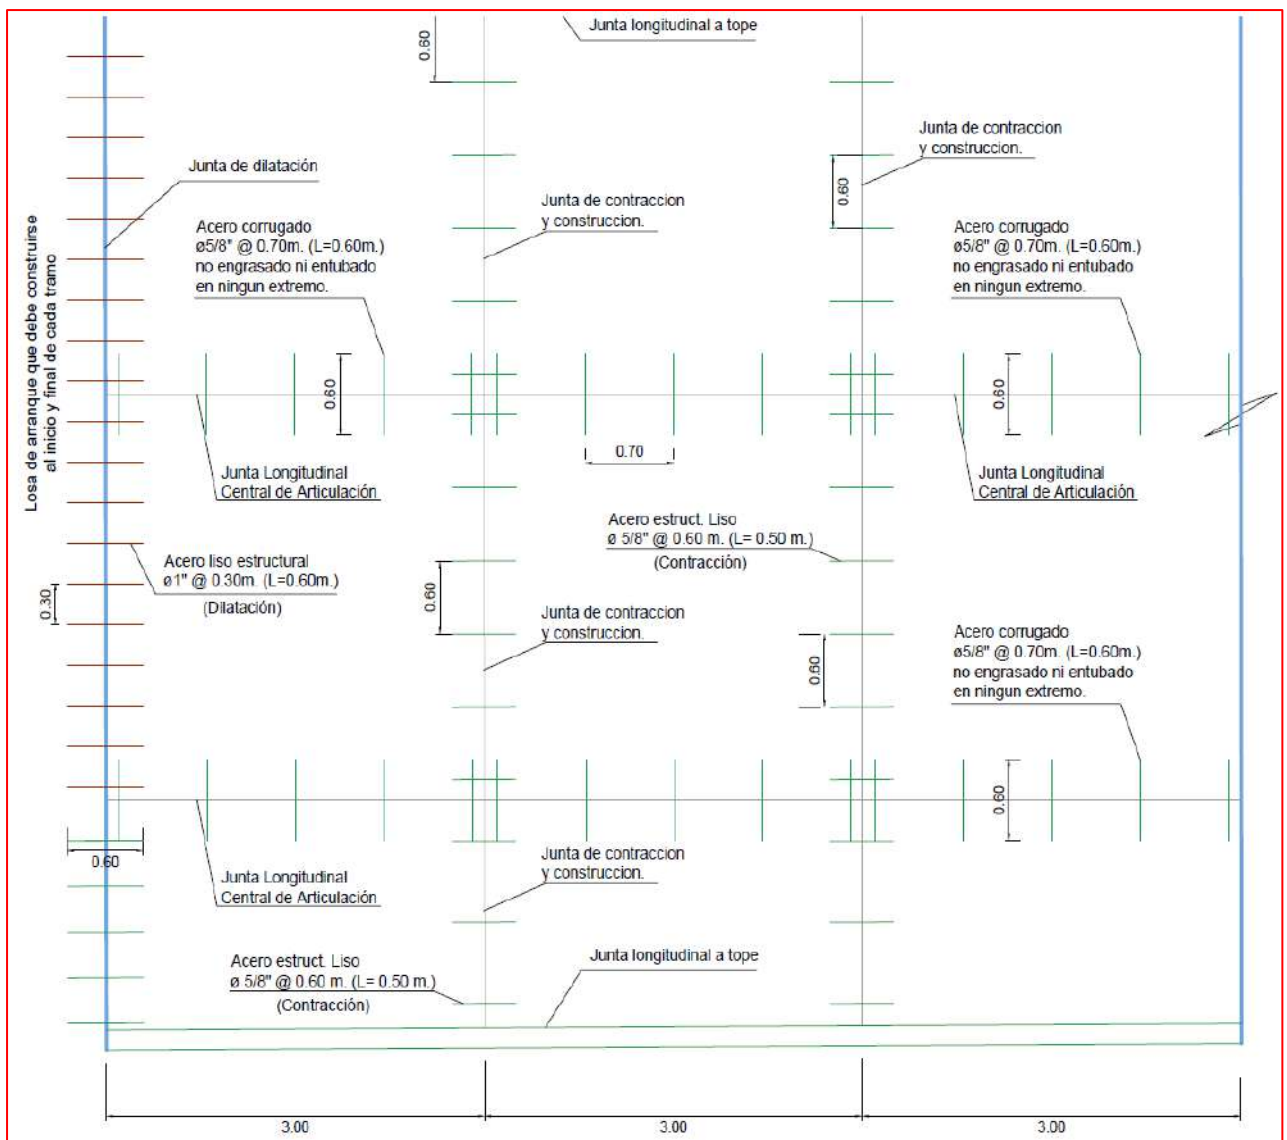 Junta longitudinal a tope
0.60
Junta de contraccion
y construccion.
Junta de dilatación
0.60
Junta de contraccion
y construccion.
Losa de arranque que debe construirse
al inicio y final de cada tramo
Acero corrugado
ø5/8" @ 0.70m. (L=0.60m.)
no engrasado ni entubado
en ningun extremo.
Acero corrugado
ø5/8" @ 0.70m. (L=0.60m.)
no engrasado ni entubado
en ningun extremo.
0.60
0.60
0.70
Junta Longitudinal
Central de Articulación
Junta Longitudinal
Central de Articulación
Acero estruct. Liso
ø 5/8" @ 0.60 m. (L= 0.50 m.)
(Contracción)
Acero liso estructural
ø1" @ 0.30m. (L=0.60m.)
(Dilatación)
0.30
0.60
Junta de contraccion
y construccion.
0.60
Acero corrugado
ø5/8" @ 0.70m. (L=0.60m.)
no engrasado ni entubado
en ningun extremo.
0.60
0.60
Junta Longitudinal
Central de Articulación
Junta de contraccion
y construccion.
Acero estruct. Liso
ø 5/8" @ 0.60 m. (L= 0.50 m.)
(Contracción)
Junta longitudinal a tope
3.00
3.00
3.00